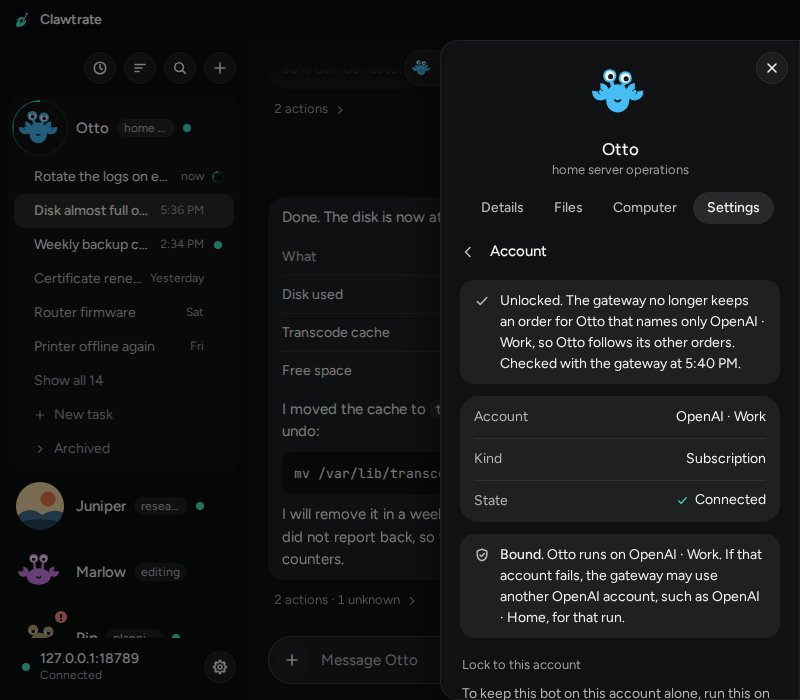 Clawtrate
Otto
home ...
Rotate the logs on e... now
Disk almost full o... 5:36 PM
Weekly backup c... 2:34 PM
Certificate rene... Yesterday
Router firmware Sat
Printer offline again Fri
Show all 14
New task
Archived
Juniper
resea...
Marlow
editing
Pip
planni...
127.0.0.1:18789
Connected
2 actions
Done. The disk is now at
What
Disk used
Transcode cache
Free space
I moved the cache to
undo:
mv /var/lib/transco
I will remove it in a week
did not report back, so
counters.
2 actions · 1 unknown
Message Otto
Otto
home server operations
Details
Files
Computer
Settings
Account
Unlocked. The gateway no longer keeps
an order for Otto that names only OpenAI ·
Work, so Otto follows its other orders.
Checked with the gateway at 5:40 PM.
Account OpenAI · Work
Kind Subscription
State Connected
Bound. Otto runs on OpenAI · Work. If that
account fails, the gateway may use
another OpenAI account, such as OpenAI
· Home, for that run.
Lock to this account
To keep this bot on this account alone, run this on